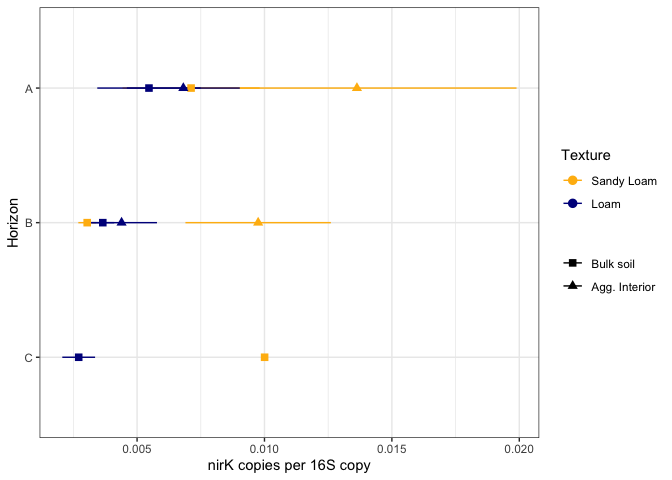 A
B
C
Horizon
0.005
0.010
0.015
0.020
nirK copies per 16S copy
Texture
Sandy Loam
Loam
Bulk soil
Agg. Interior